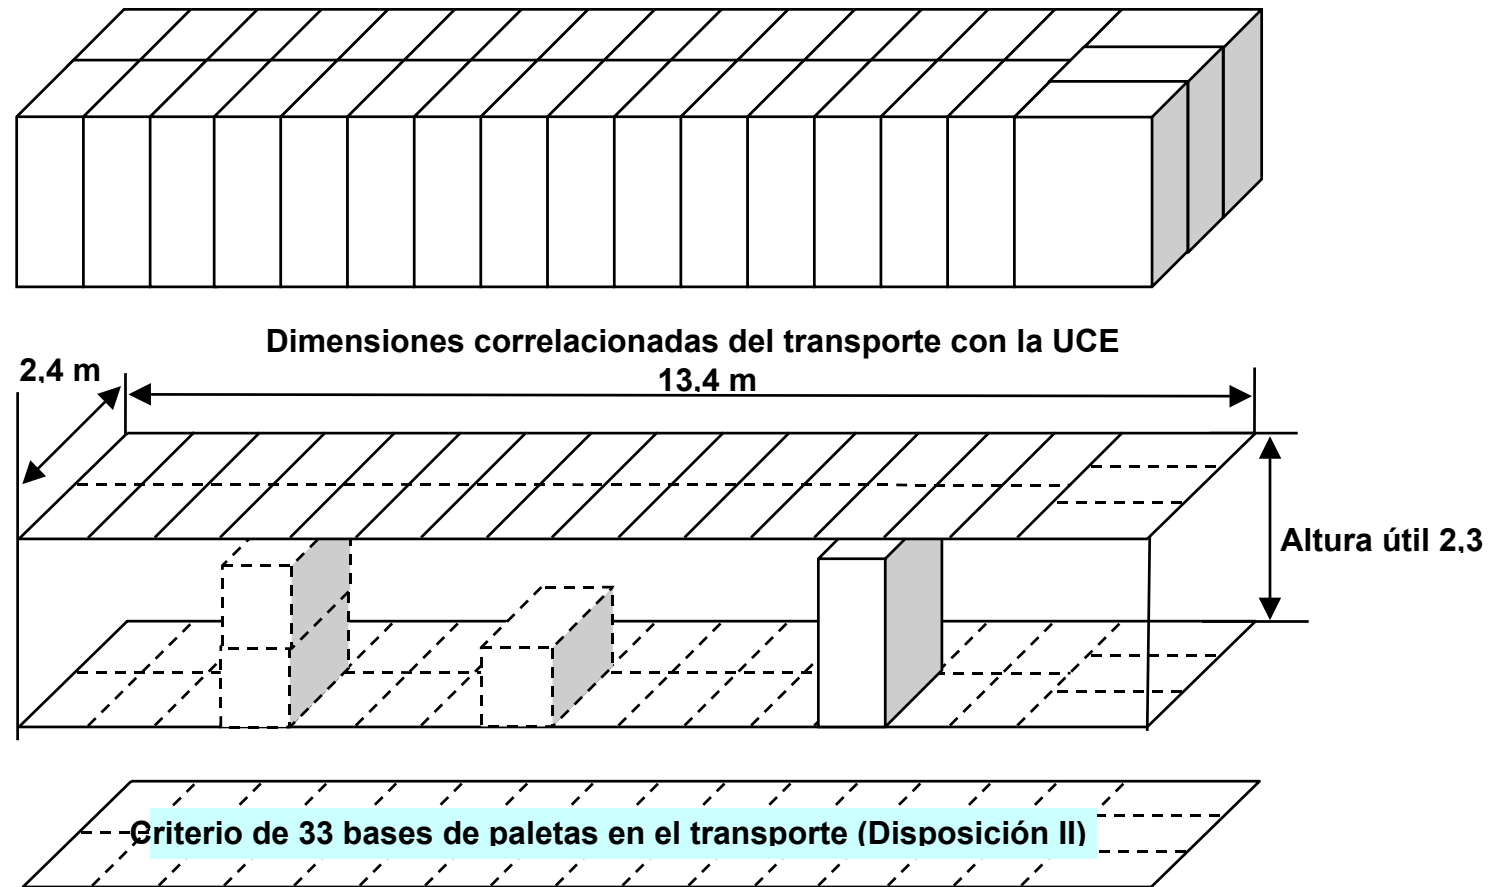 Dimensiones correlacionadas del transporte con la UCE
2,4 m
13,4 m
Altura útil 2,3
Criterio de 33 bases de paletas en el transporte (Disposición II)